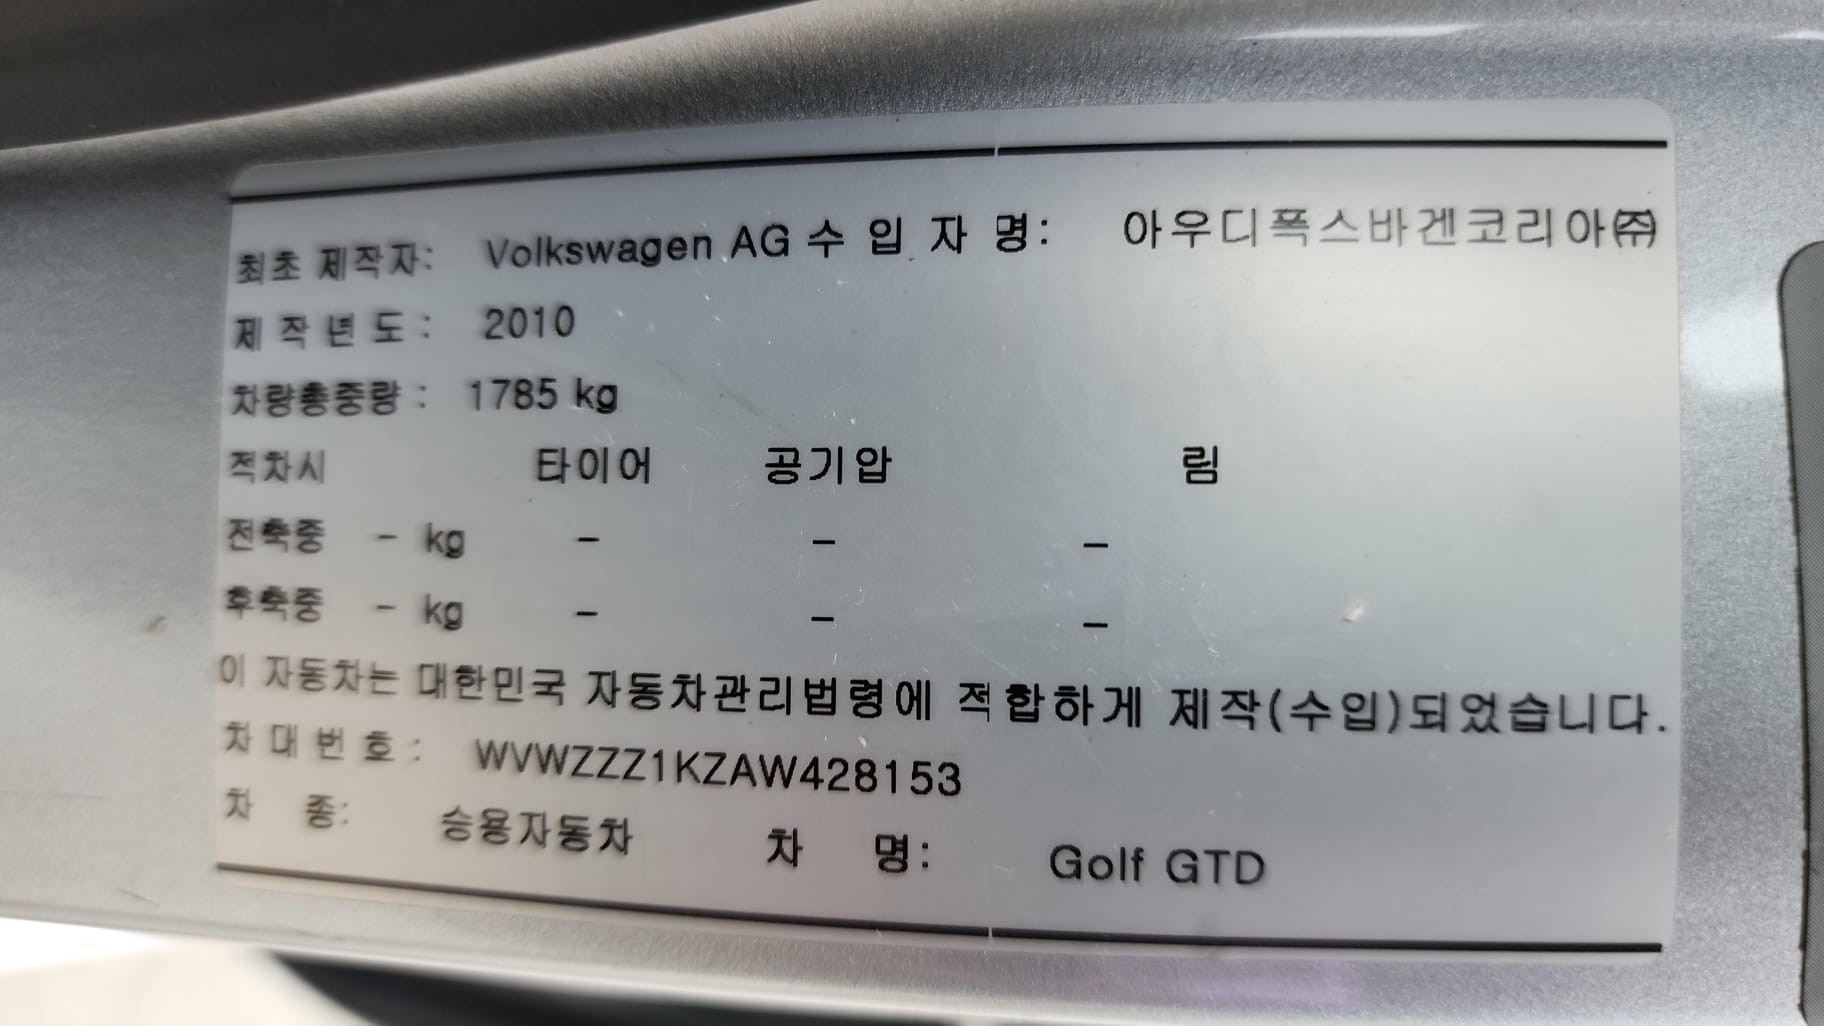 최초 제작자: Volkswagen AG 수 입 자 명: 아우디폭스바겐코리아㈜
제 작 년 도 : 2010
차량총중량 : 1785 kg
적차시 타이어 공기압 림
전축중 - kg - - -
후축중 - kg - - -
이 자동차는 대한민국 자동차관리법령에 적합하게 제작(수입)되었습니다.
차 대 번 호 : WVWZZZ1KZAW428153
차 종: 승용자동차 차 명: Golf GTD